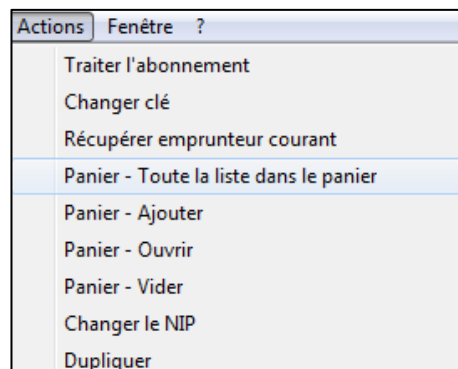 Actions Fenêtre ?
Traiter l'abonnement
Changer clé
Récupérer emprunteur courant
Panier - Toute la liste dans le panier
Panier - Ajouter
Panier - Ouvrir
Panier - Vider
Changer le NIP
Dupliquer